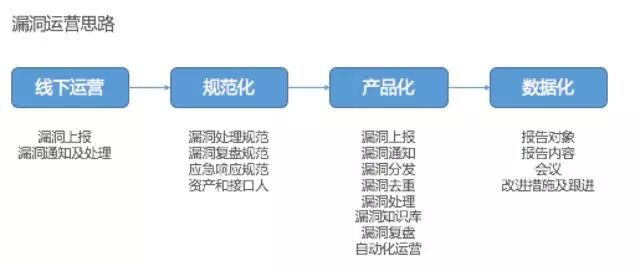 漏洞运营思路
线下运营
漏洞上报
漏洞通知及处理
规范化
漏洞处理规范
漏洞复盘规范
应急响应规范
资产和接口人
产品化
漏洞上报
漏洞通知
漏洞分发
漏洞去重
漏洞处理
漏洞知识库
漏洞复盘
自动化运营
数据化
报告对象
报告内容
会议
改进措施及跟进